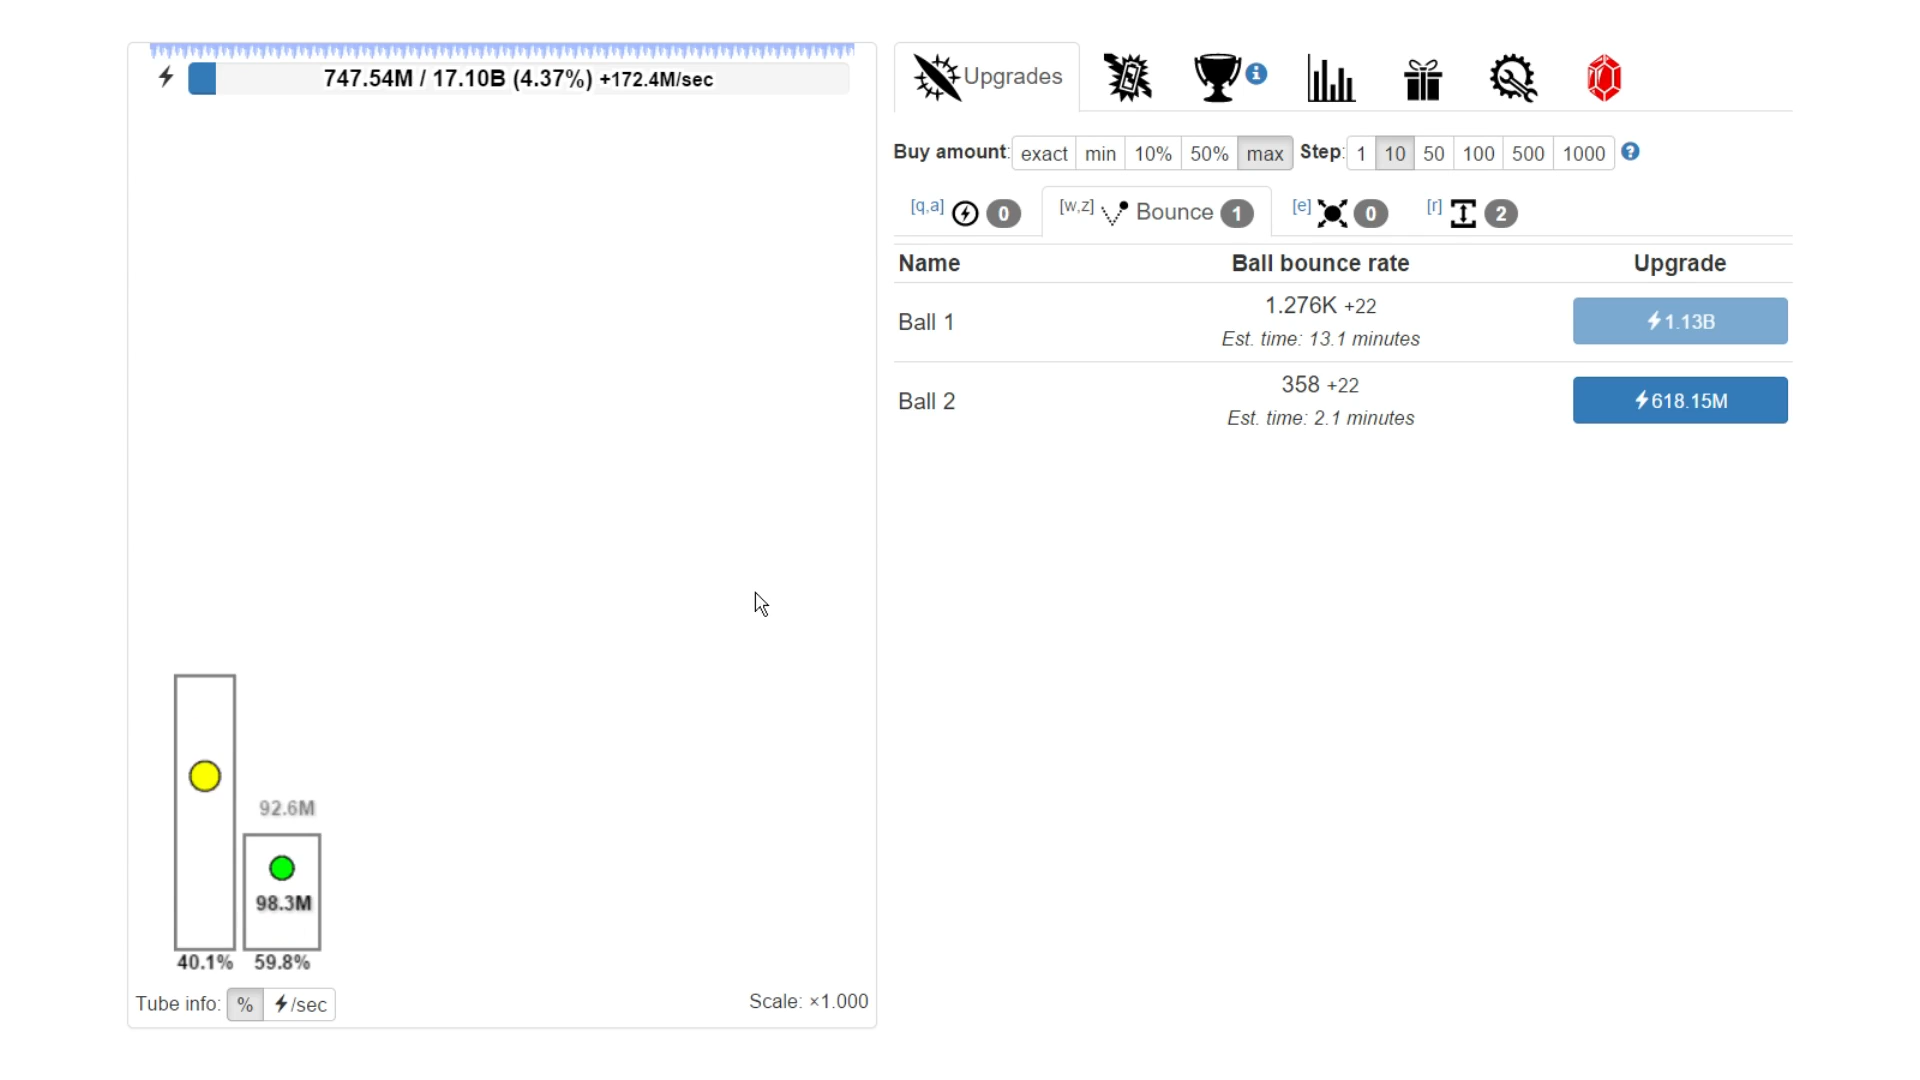 747.54M / 17.10B (4.37%) +172.4M/sec
Upgrades
Buy amount: exact min 10% 50% max Step: 1 10 50 100 500 1000 ?
[q,a] 0 [w,z] Bounce 1 [e] 0 [r] 2
Name Ball bounce rate Upgrade
Ball 1 1.276K +22 1.13B
Est. time: 13.1 minutes
Ball 2 358 +22 618.15M
Est. time: 2.1 minutes
92.6M
98.3M
40.1% 59.8%
Tube info: % /sec Scale: ×1.000